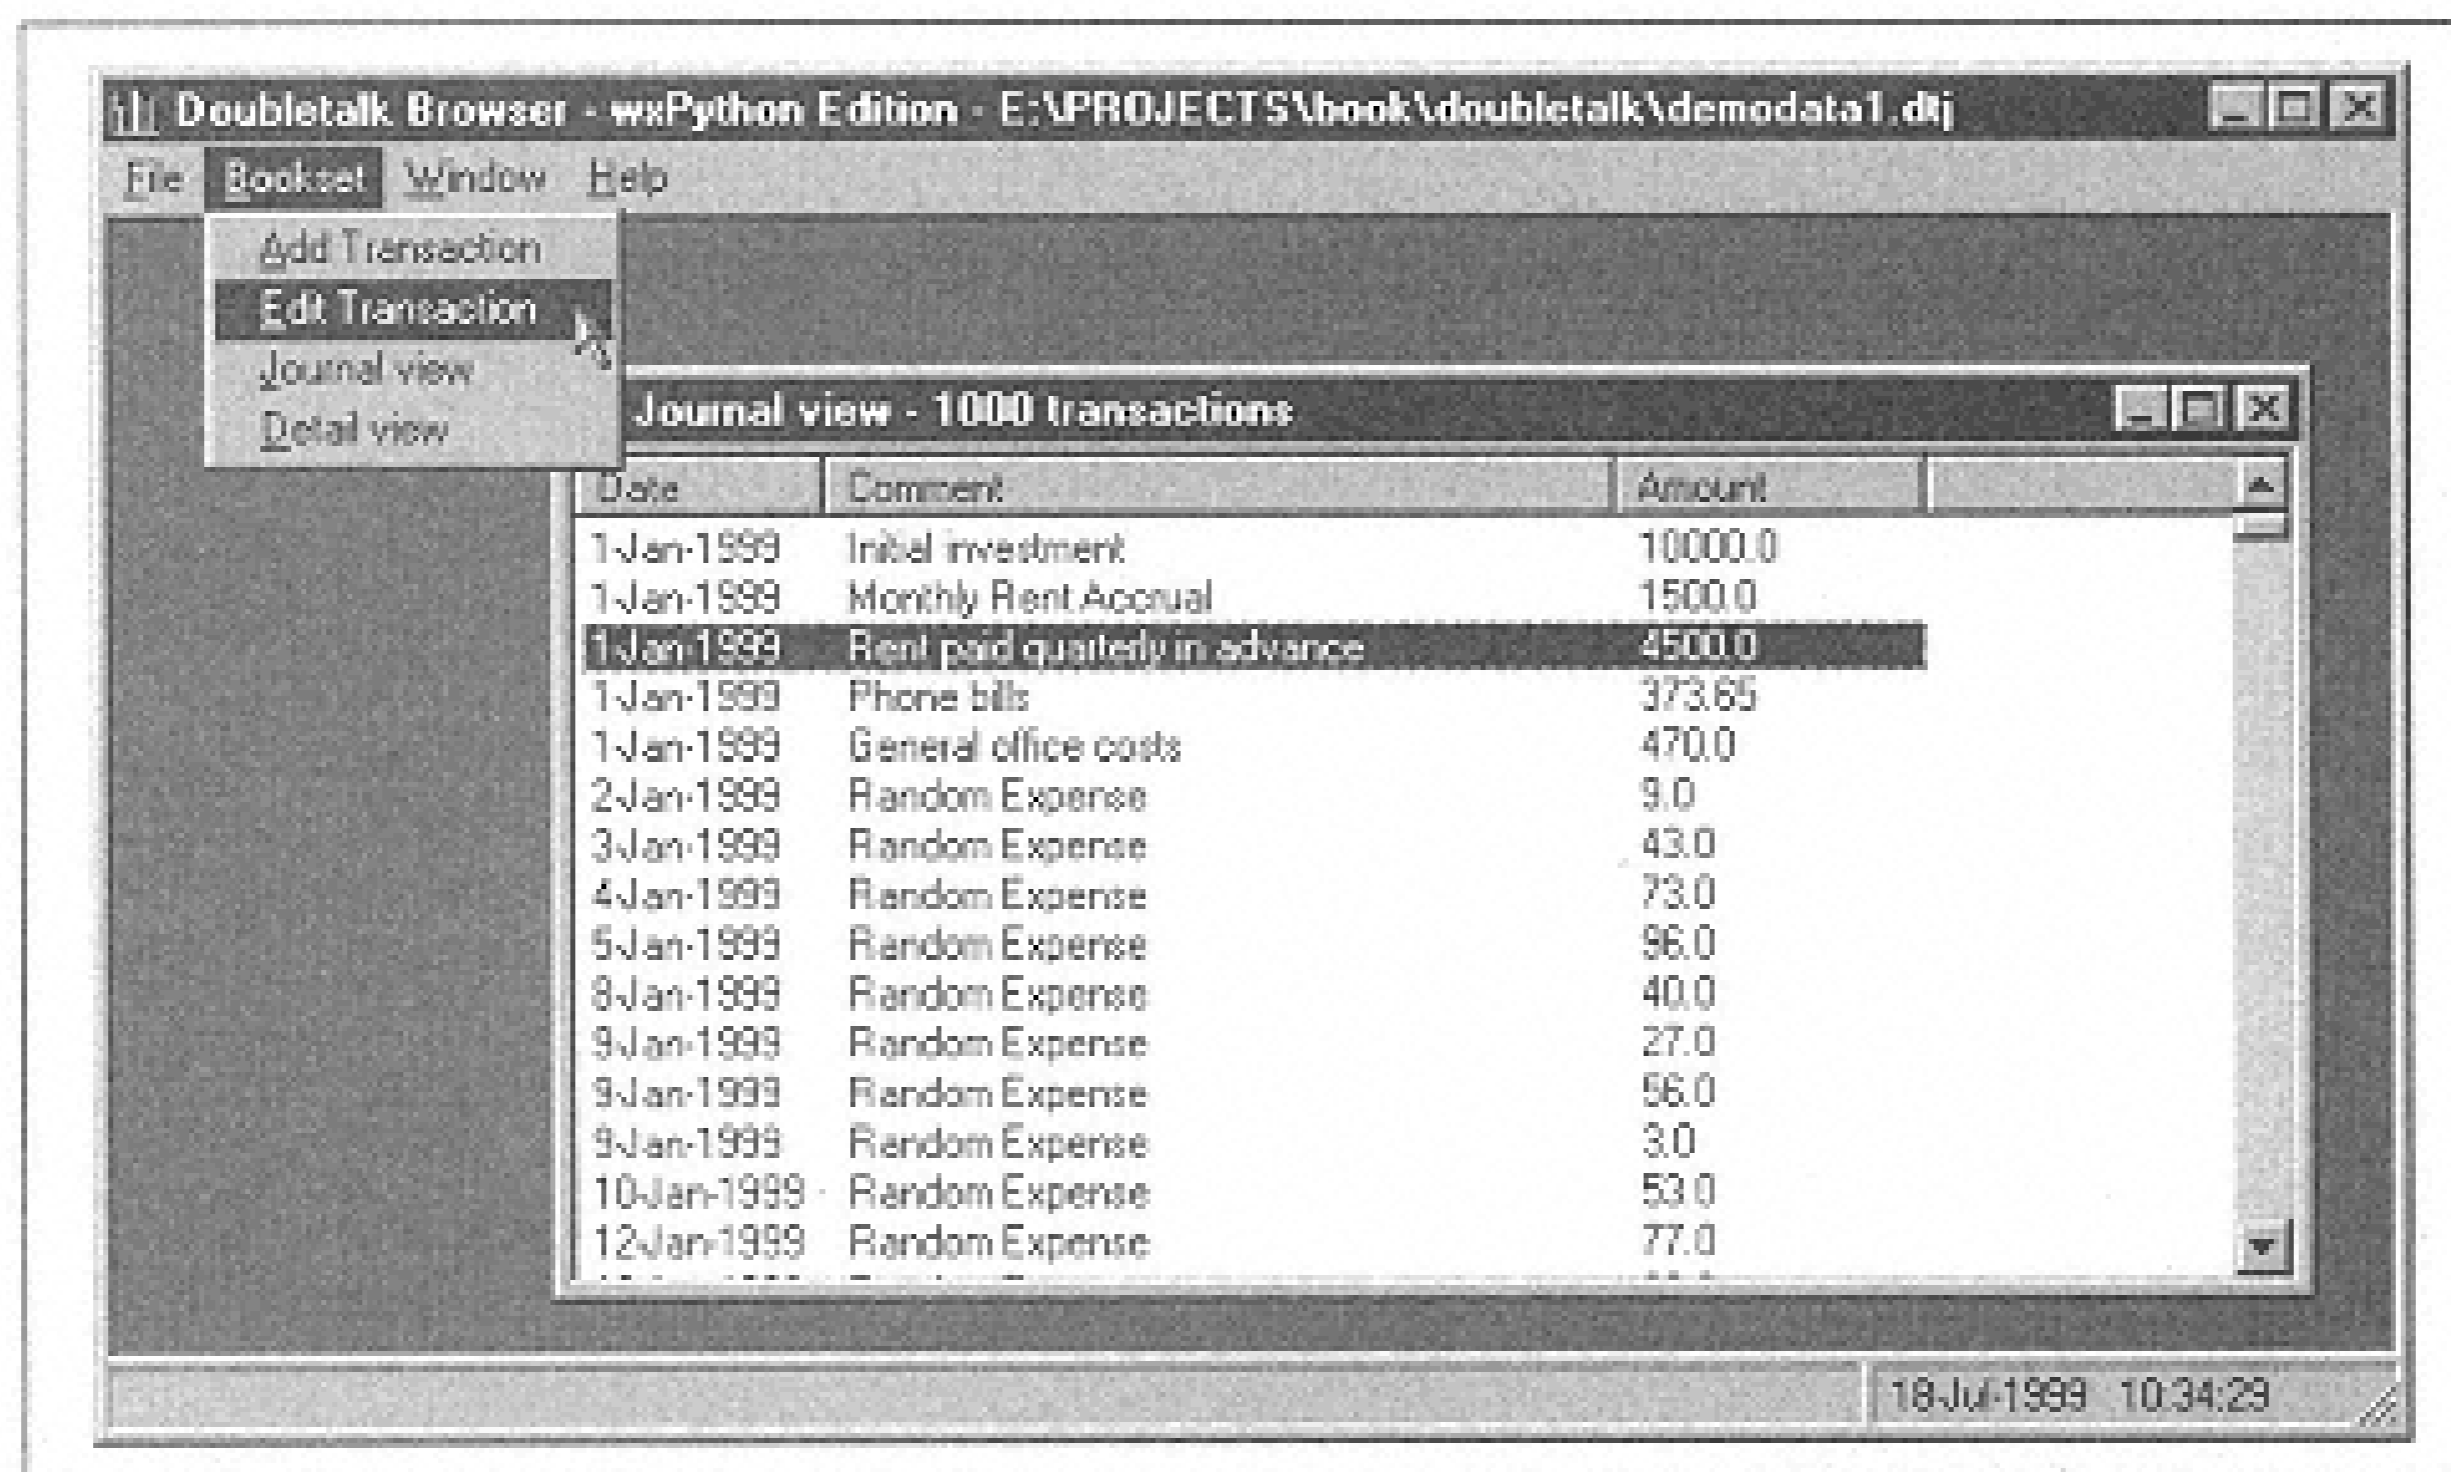 Doubletalk Browser - wxPython Edition - E:\PROJECTS\book\doubletalk\demodata1.dtj
File Bookset Window Help
Add Transaction
Edit Transaction
Journal view
Detail view
Journal view - 1000 transactions
Date Comment Amount
1-Jan-1999 Initial investment 10000.0
1-Jan-1999 Monthly Rent Accrual 1500.0
1-Jan-1999 Rent paid quarterly in advance 4500.0
1-Jan-1999 Phone bills 373.65
1-Jan-1999 General office costs 470.0
2-Jan-1999 Random Expense 9.0
3-Jan-1999 Random Expense 43.0
4-Jan-1999 Random Expense 73.0
5-Jan-1999 Random Expense 96.0
8-Jan-1999 Random Expense 40.0
9-Jan-1999 Random Expense 27.0
9-Jan-1999 Random Expense 56.0
9-Jan-1999 Random Expense 3.0
10-Jan-1999 Random Expense 53.0
12-Jan-1999 Random Expense 77.0
18-Jul-1999 10:34:29